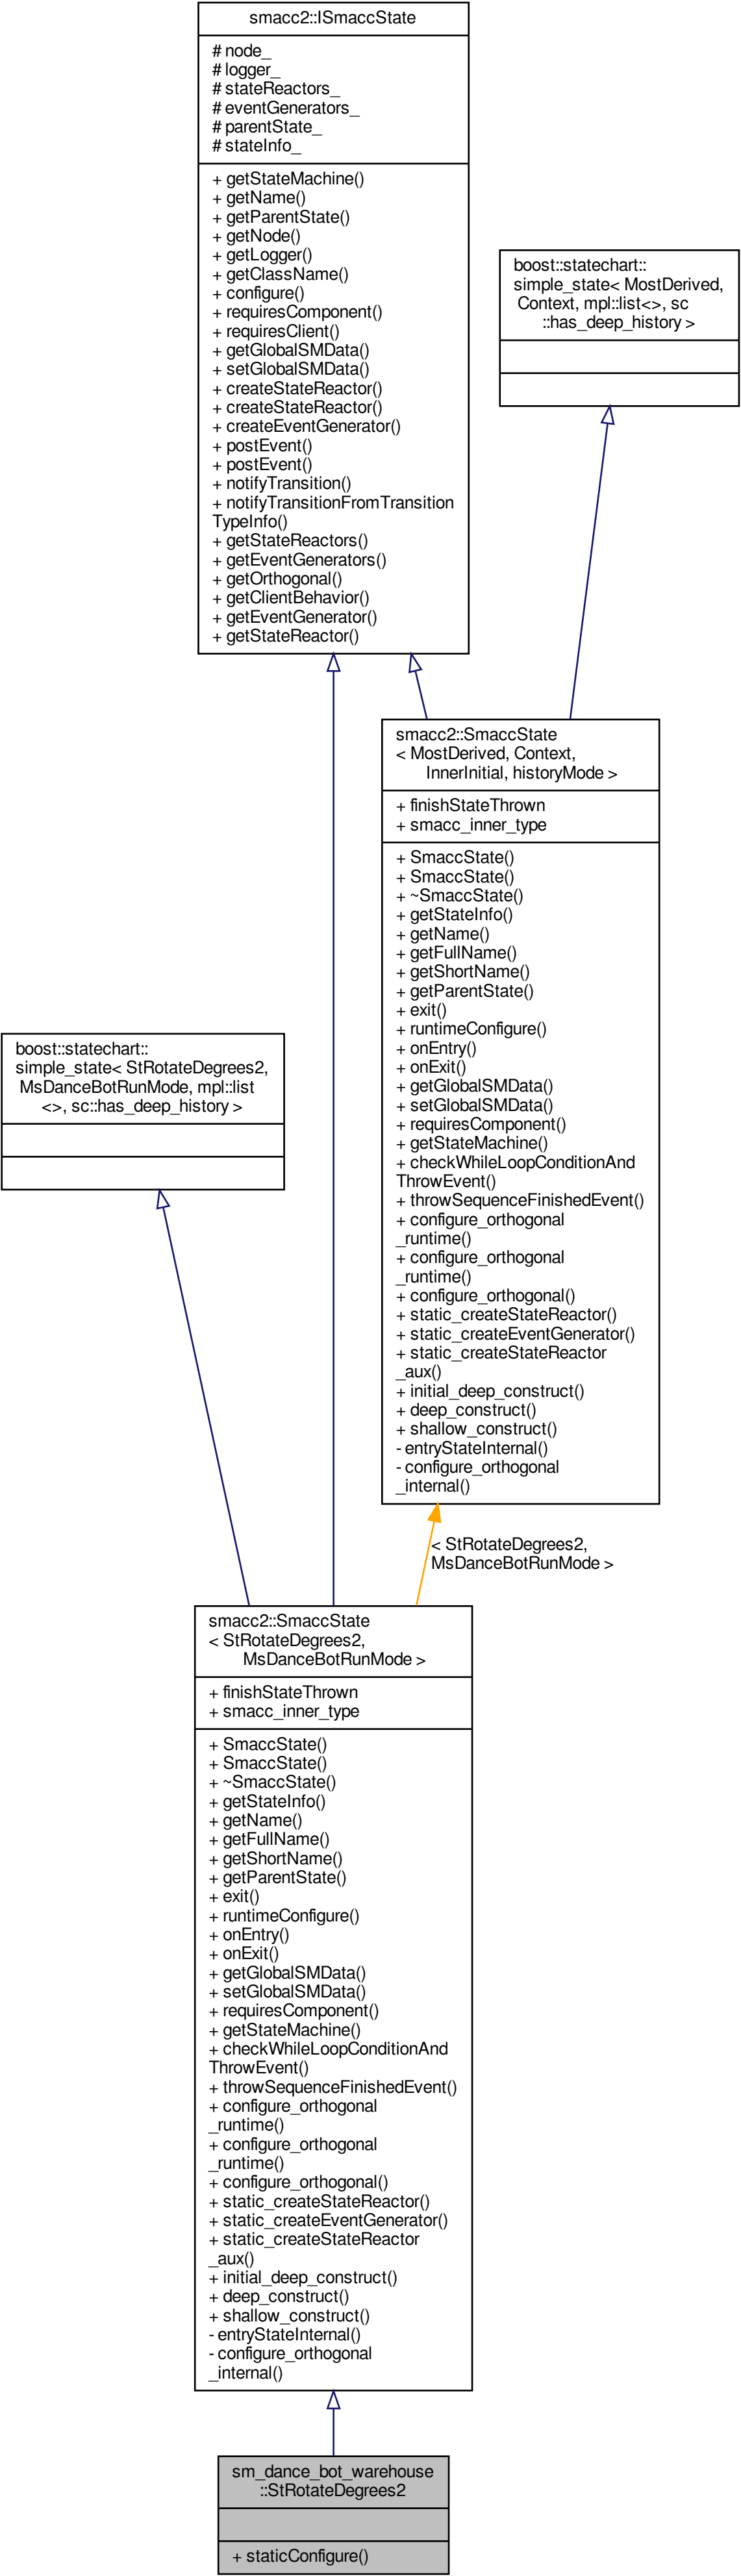 smacc2::ISmaccState
# node_
# logger_
# stateReactors_
# eventGenerators_
# parentState_
# stateInfo_
+ getStateMachine()
+ getName()
+ getParentState()
+ getNode()
+ getLogger()
+ getClassName()
+ configure()
+ requiresComponent()
+ requiresClient()
+ getGlobalSMData()
+ setGlobalSMData()
+ createStateReactor()
+ createStateReactor()
+ createEventGenerator()
+ postEvent()
+ postEvent()
+ notifyTransition()
+ notifyTransitionFromTransition
TypeInfo()
+ getStateReactors()
+ getEventGenerators()
+ getOrthogonal()
+ getClientBehavior()
+ getEventGenerator()
+ getStateReactor()
boost::statechart::
simple_state< MostDerived,
Context, mpl::list<>, sc
::has_deep_history >
smacc2::SmaccState
< MostDerived, Context,
InnerInitial, historyMode >
+ finishStateThrown
+ smacc_inner_type
+ SmaccState()
+ SmaccState()
+ ~SmaccState()
+ getStateInfo()
+ getName()
+ getFullName()
+ getShortName()
+ getParentState()
+ exit()
+ runtimeConfigure()
+ onEntry()
+ onExit()
+ getGlobalSMData()
+ setGlobalSMData()
+ requiresComponent()
+ getStateMachine()
+ checkWhileLoopConditionAnd
ThrowEvent()
+ throwSequenceFinishedEvent()
+ configure_orthogonal
_runtime()
+ configure_orthogonal
_runtime()
+ configure_orthogonal()
+ static_createStateReactor()
+ static_createEventGenerator()
+ static_createStateReactor
_aux()
+ initial_deep_construct()
+ deep_construct()
+ shallow_construct()
- entryStateInternal()
- configure_orthogonal
_internal()
boost::statechart::
simple_state< StRotateDegrees2,
MsDanceBotRunMode, mpl::list
<>, sc::has_deep_history >
< StRotateDegrees2,
MsDanceBotRunMode >
smacc2::SmaccState
< StRotateDegrees2,
MsDanceBotRunMode >
+ finishStateThrown
+ smacc_inner_type
+ SmaccState()
+ SmaccState()
+ ~SmaccState()
+ getStateInfo()
+ getName()
+ getFullName()
+ getShortName()
+ getParentState()
+ exit()
+ runtimeConfigure()
+ onEntry()
+ onExit()
+ getGlobalSMData()
+ setGlobalSMData()
+ requiresComponent()
+ getStateMachine()
+ checkWhileLoopConditionAnd
ThrowEvent()
+ throwSequenceFinishedEvent()
+ configure_orthogonal
_runtime()
+ configure_orthogonal
_runtime()
+ configure_orthogonal()
+ static_createStateReactor()
+ static_createEventGenerator()
+ static_createStateReactor
_aux()
+ initial_deep_construct()
+ deep_construct()
+ shallow_construct()
- entryStateInternal()
- configure_orthogonal
_internal()
sm_dance_bot_warehouse
::StRotateDegrees2
+ staticConfigure()